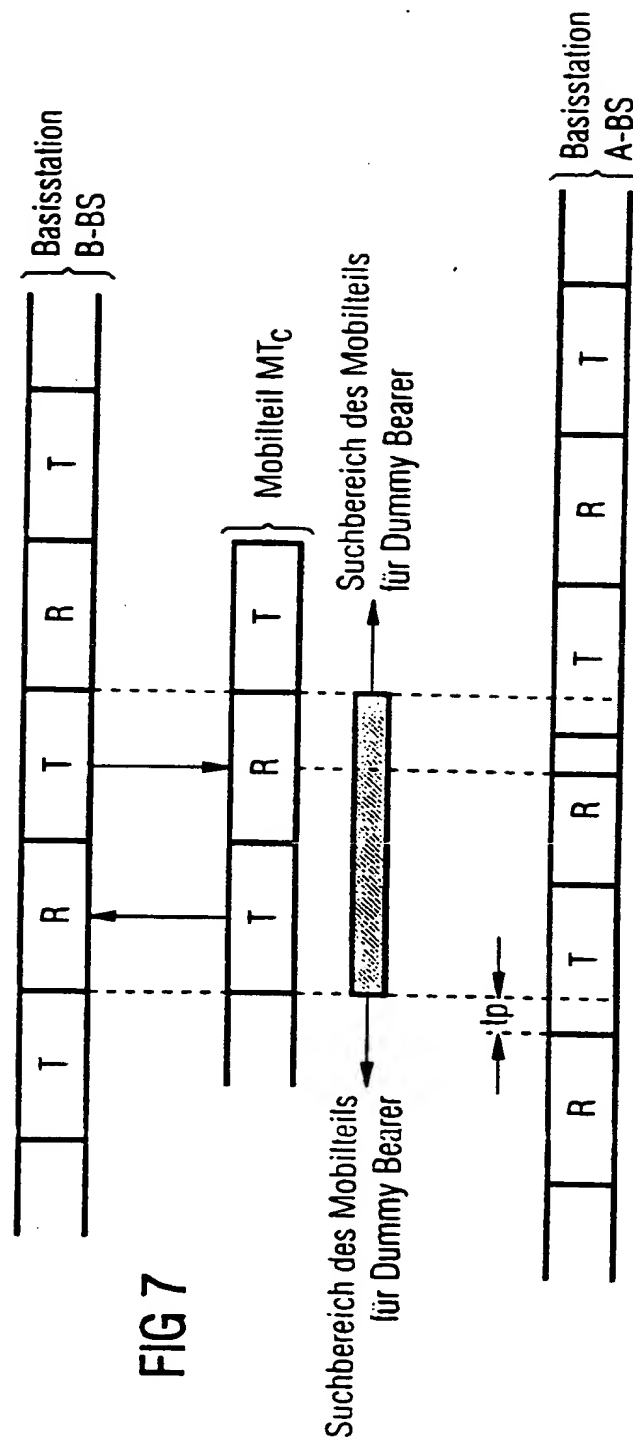 FIG 7
T
R
T
R
T
Basisstation
B-BS
T
R
T
Mobilteil MTC
Suchbereich des Mobilteils
für Dummy Bearer
Suchbereich des Mobilteils
für Dummy Bearer
tp
R
T
R
T
R
T
Basisstation
A-BS